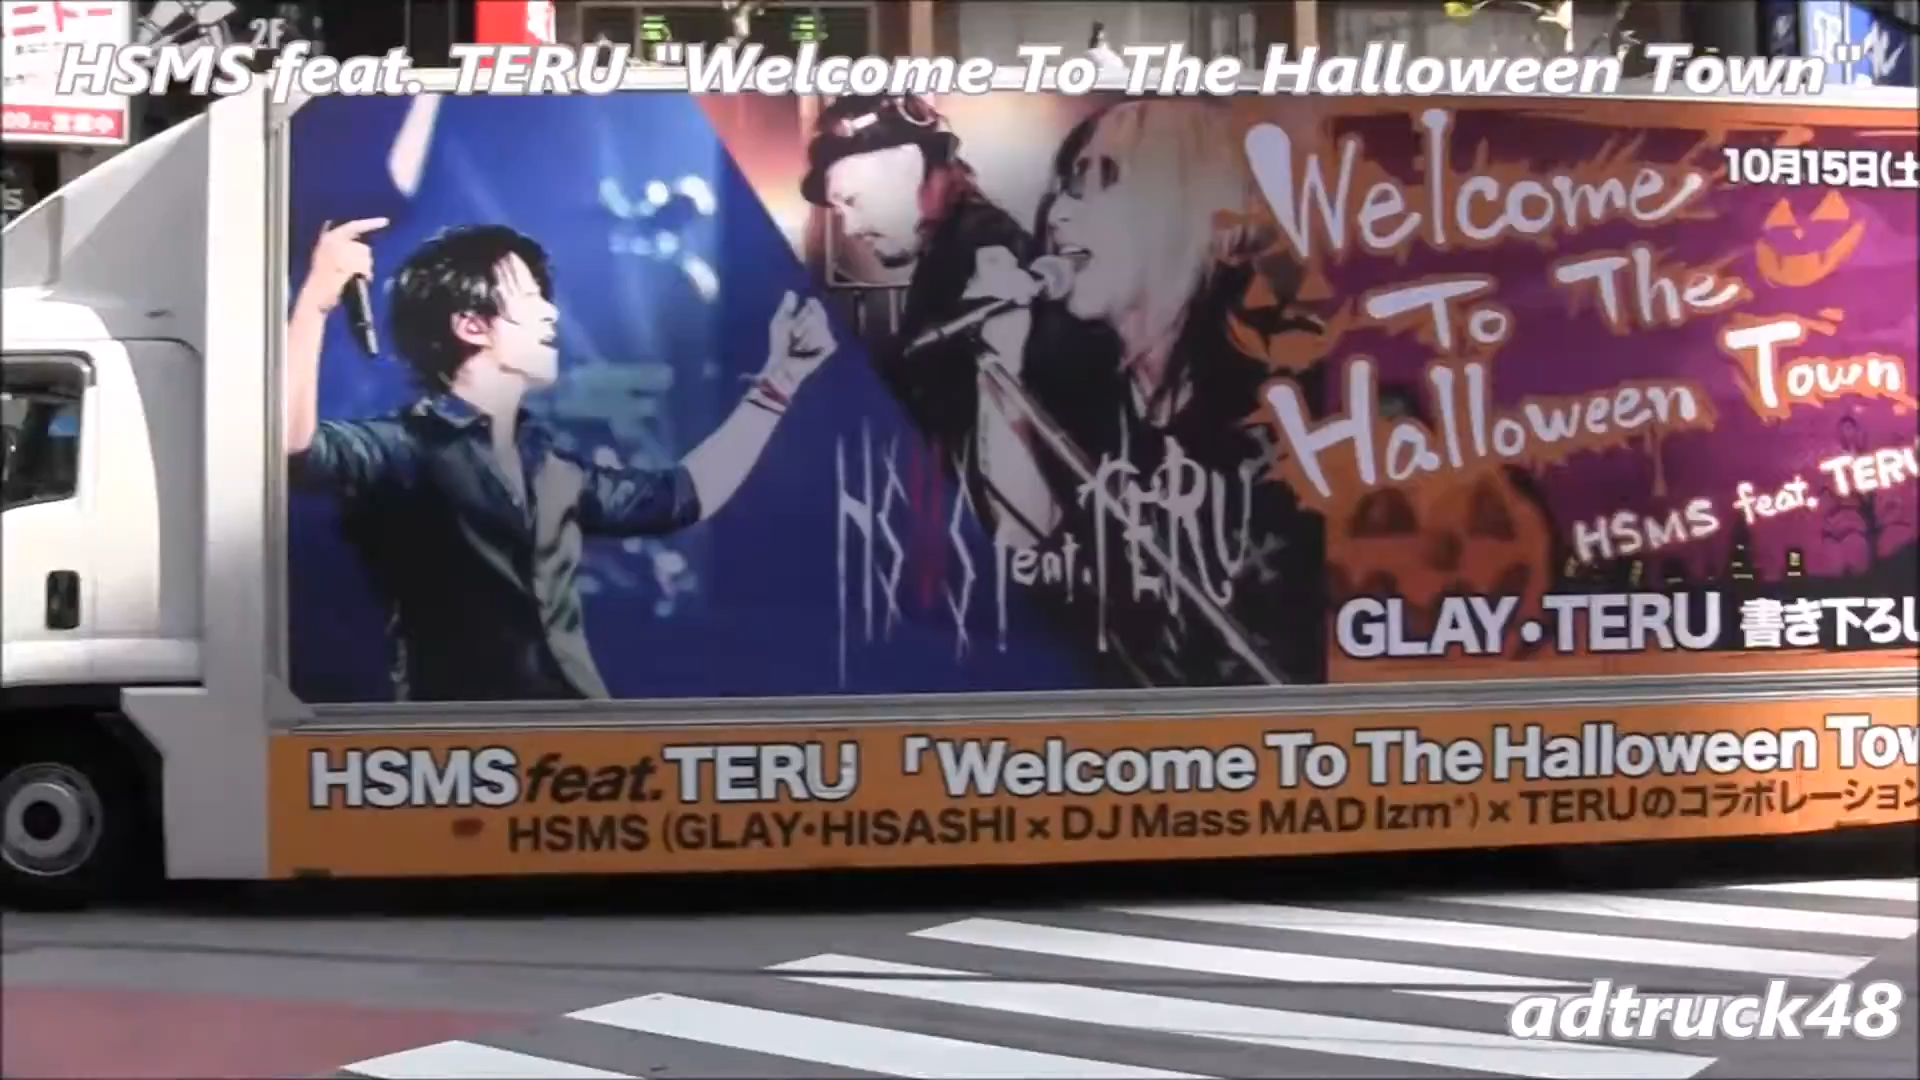 2F
HSMS feat. TERU "Welcome To The Halloween Town"
営業中
Welcome
To The
Halloween Town
10月15日(土
HSMS feat. TERU
HSMS feat. TERU
GLAY・TERU 書き下ろし
HSMS feat. TERU 「Welcome To The Halloween Tow
HSMS (GLAY・HISASHI × DJ Mass MAD Izm*) × TERUのコラボレーション
adtruck48